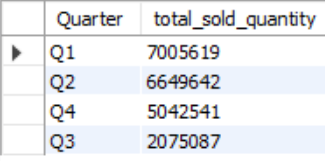 Quarter total_sold_quantity
Q1 7005619
Q2 6649642
Q4 5042541
Q3 2075087